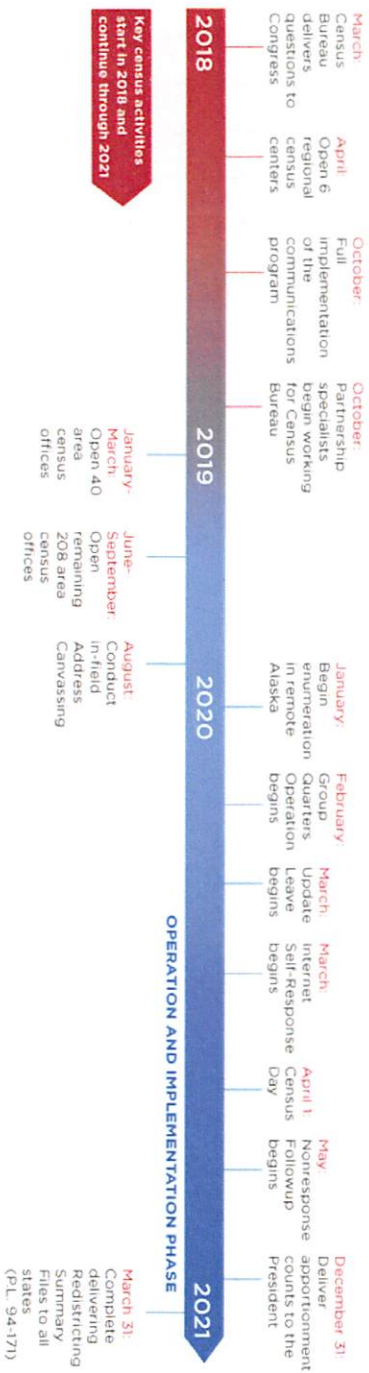 March:
Census
Bureau
delivers
questions to
Congress
April:
Open 6
regional
census
centers
October:
Full
implementation
of the
communications
program
October:
Partnership
specialists
begin working
for Census
Bureau
January:
Begin
enumeration
in remote
Alaska
February:
Group
Quarters
Operation
begins
March:
Update
Leave
begins
March:
Internet
Self-Response
begins
April 1:
Census
Day
May:
Nonresponse
Followup
begins
December 31:
Deliver
apportionment
counts to the
President
2018
2019
2020
2021
Key census activities
start in 2018 and
continue through 2021
OPERATION AND IMPLEMENTATION PHASE
January-
March:
Open 40
area
census
offices
June-
September:
Open
remaining
208 area
census
offices
August:
Conduct
in-field
Address
Canvassing
March 31:
Complete
delivering
Redistricting
Summary
Files to all
states
(P.L. 94-171)